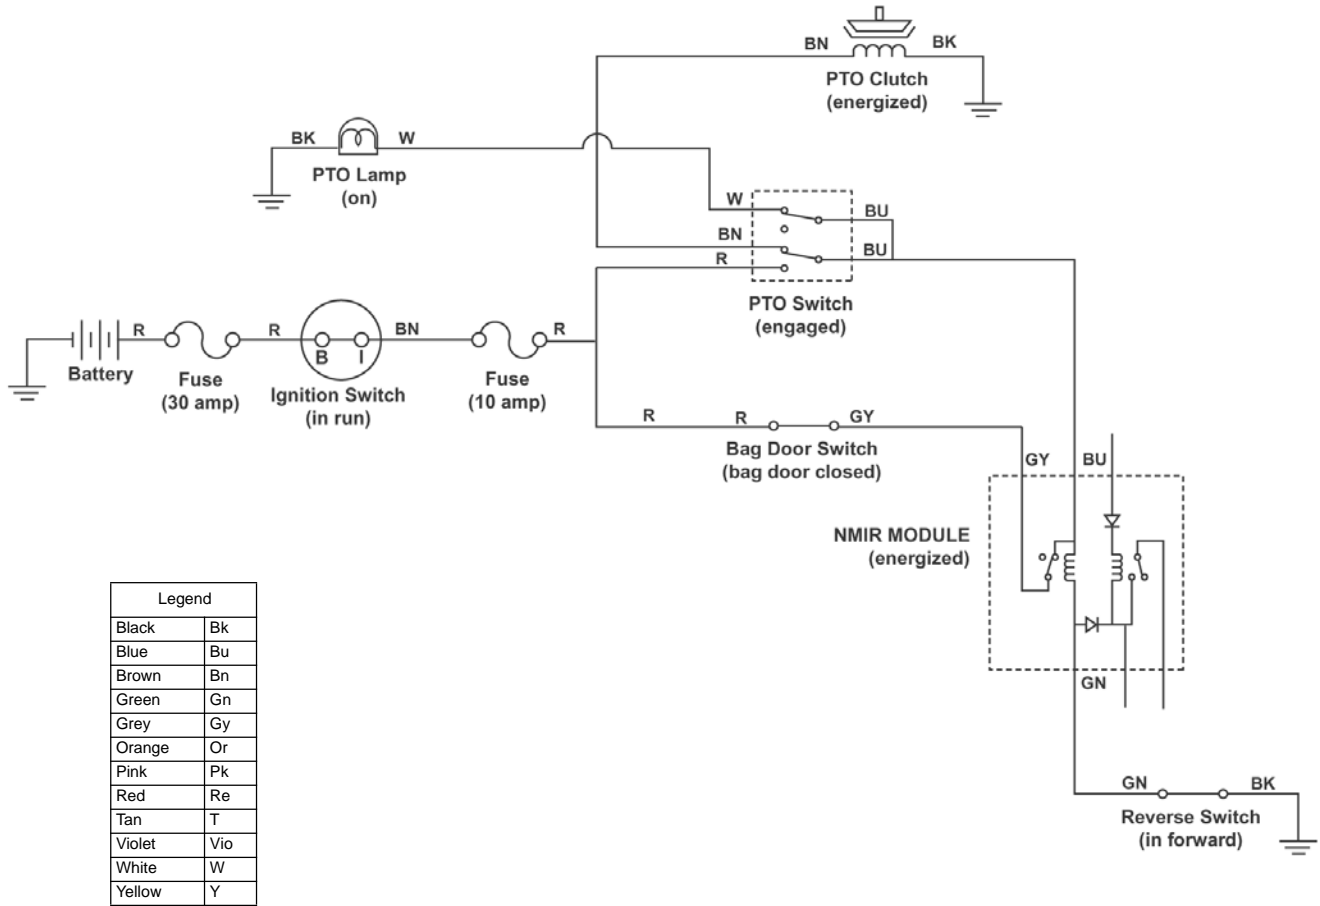 BN
BK
PTO Clutch
(energized)
BK
W
PTO Lamp
(on)
W
BU
BN
BU
R
PTO Switch
(engaged)
R
R
B
I
BN
R
Battery
Fuse
(30 amp)
Ignition Switch
(in run)
Fuse
(10 amp)
R
R
GY
Bag Door Switch
(bag door closed)
GY
BU
NMIR MODULE
(energized)
GN
GN
BK
Reverse Switch
(in forward)
Legend
Black Bk
Blue Bu
Brown Bn
Green Gn
Grey Gy
Orange Or
Pink Pk
Red Re
Tan T
Violet Vio
White W
Yellow Y